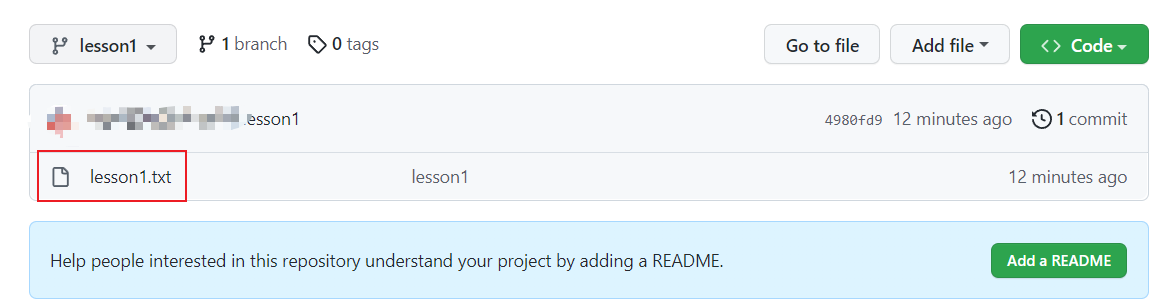 lesson1 1 branch 0 tags Go to file Add file Code
lesson1 4980fd9 12 minutes ago 1 commit
lesson1.txt lesson1 12 minutes ago
Help people interested in this repository understand your project by adding a README. Add a README